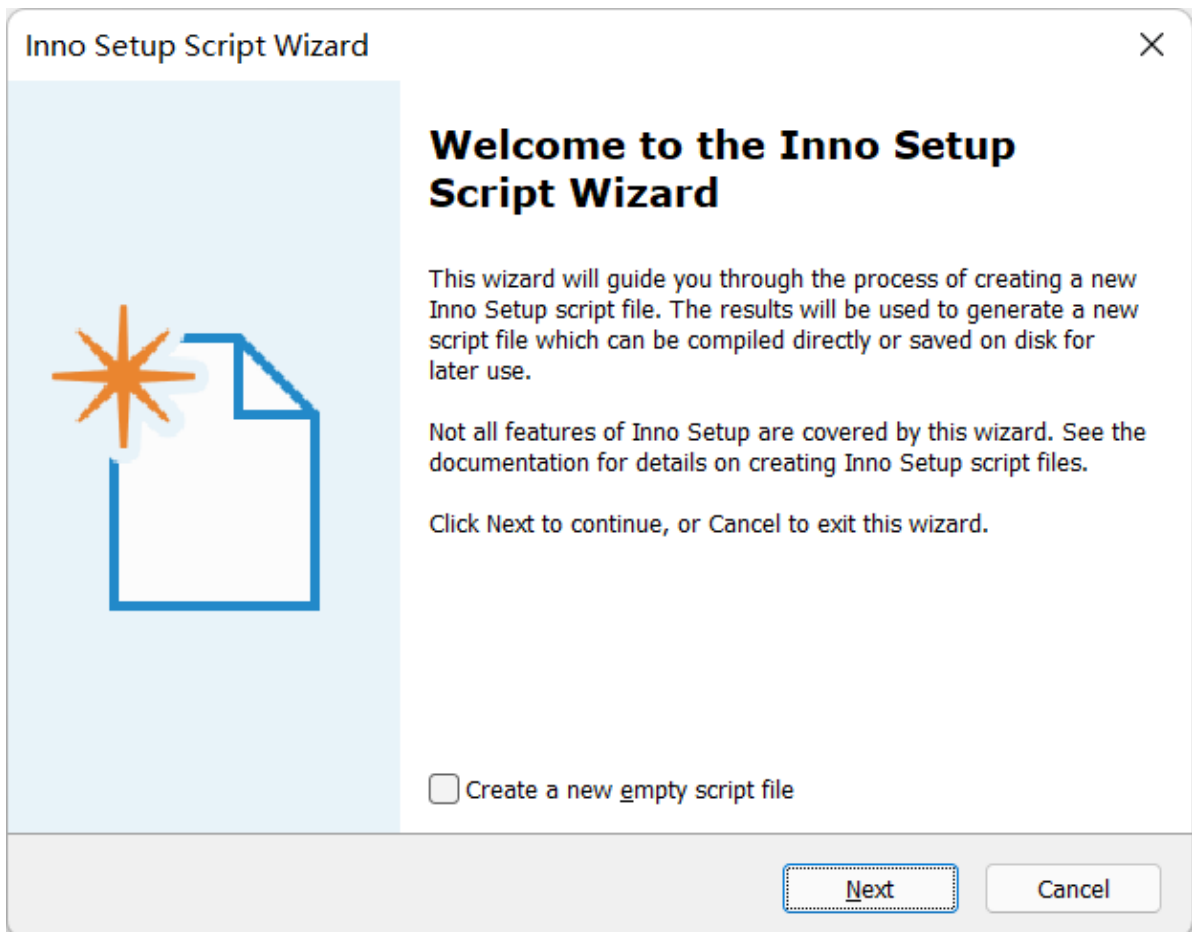 Inno Setup Script Wizard
Welcome to the Inno Setup
Script Wizard
This wizard will guide you through the process of creating a new
Inno Setup script file. The results will be used to generate a new
script file which can be compiled directly or saved on disk for
later use.
Not all features of Inno Setup are covered by this wizard. See the
documentation for details on creating Inno Setup script files.
Click Next to continue, or Cancel to exit this wizard.
Create a new empty script file
Next
Cancel